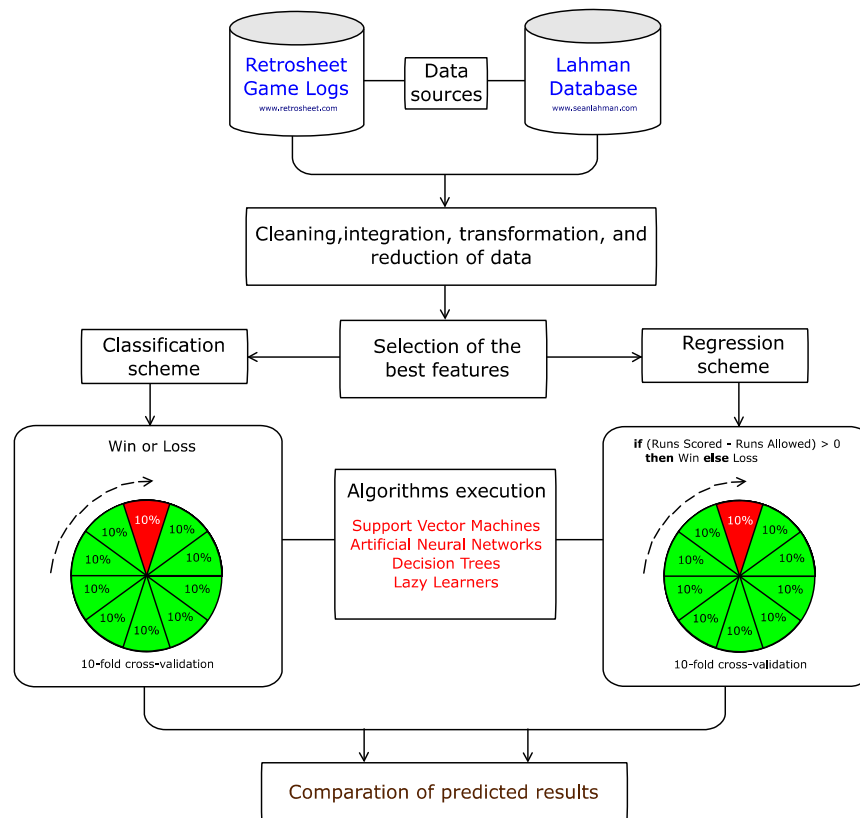 Retrosheet
Game Logs
www.retrosheet.com
Data
sources
Lahman
Database
www.seanlahman.com
Cleaning,integration, transformation, and
reduction of data
Classification
scheme
Selection of the
best features
Regression
scheme
Win or Loss
10%
10%
10%
10%
10%
10%
10%
10%
10%
10%
10-fold cross-validation
Algorithms execution
Support Vector Machines
Artificial Neural Networks
Decision Trees
Lazy Learners
if (Runs Scored - Runs Allowed) > 0
then Win else Loss
10%
10%
10%
10%
10%
10%
10%
10%
10%
10%
10-fold cross-validation
Comparation of predicted results